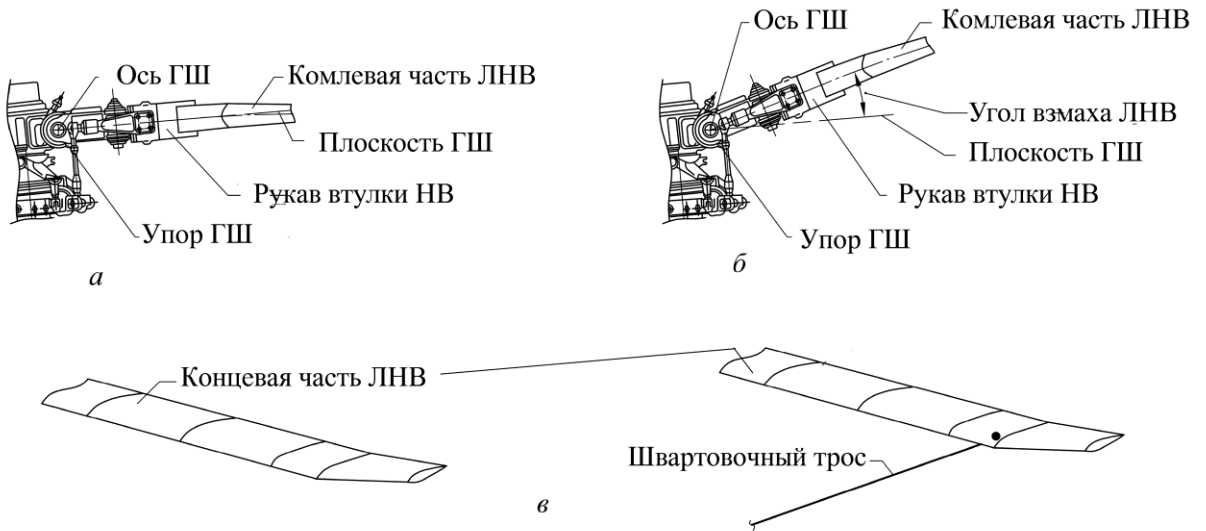 Ось ГШ
Комлевая часть ЛНВ
Плоскость ГШ
Рукав втулки НВ
Упор ГШ
а
Ось ГШ
Комлевая часть ЛНВ
Угол взмаха ЛНВ
Плоскость ГШ
Рукав втулки НВ
Упор ГШ
б
Концевая часть ЛНВ
Швартовочный трос
в